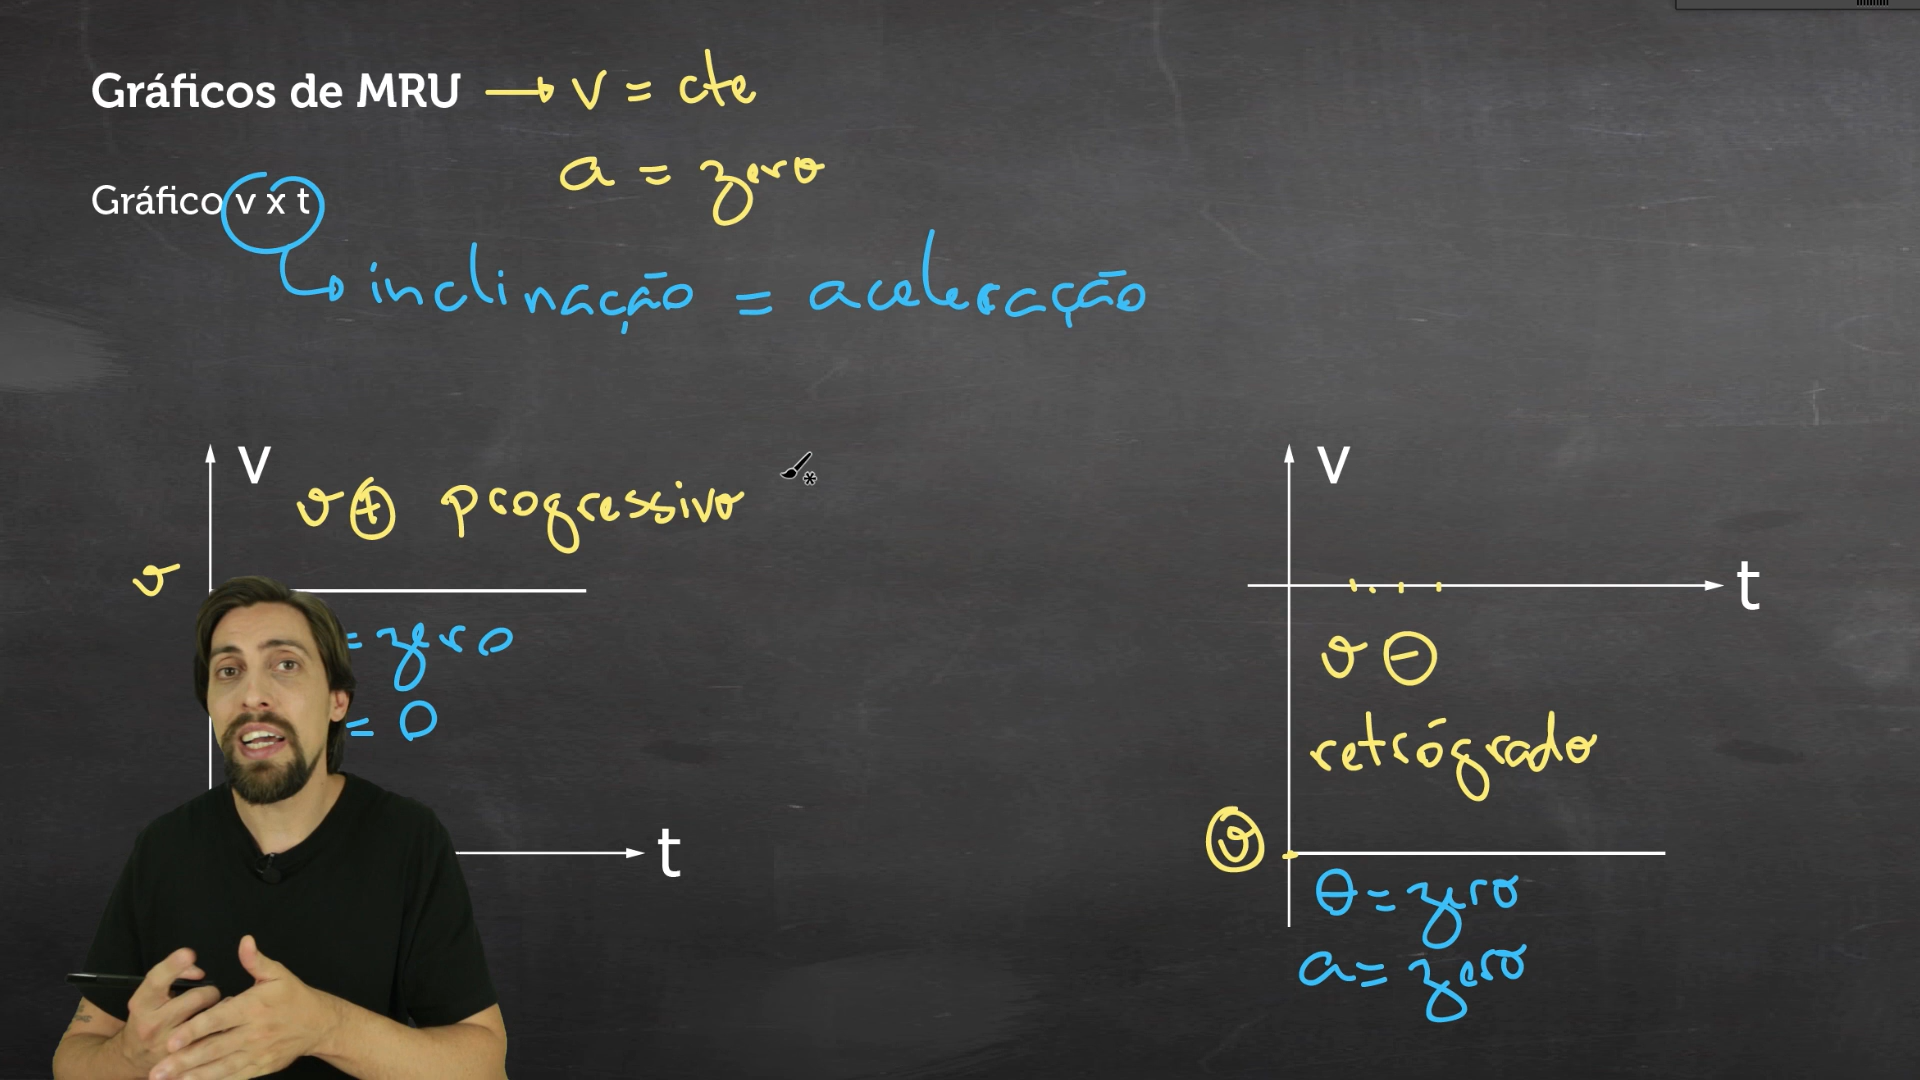 Gráficos de MRU → v = cte
a = zero
Gráfico v x t
↳ inclinação = aceleração
v
v ⊕ progressivo
v
= zero
= 0
t
v
t
v ⊖
retrógrado
v
θ = zero
a = zero